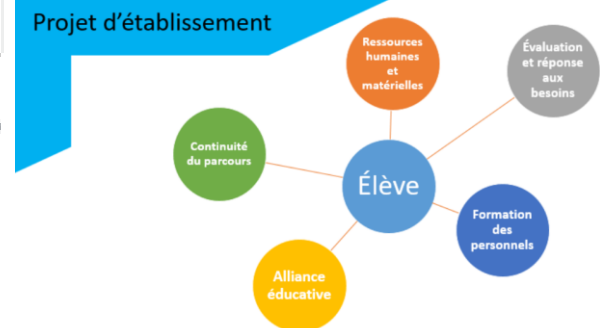 Projet d’établissement
Ressources
humaines
et
matérielles
Évaluation
et réponse
aux
besoins
Continuité
du parcours
Élève
Formation
des
personnels
Alliance
éducative